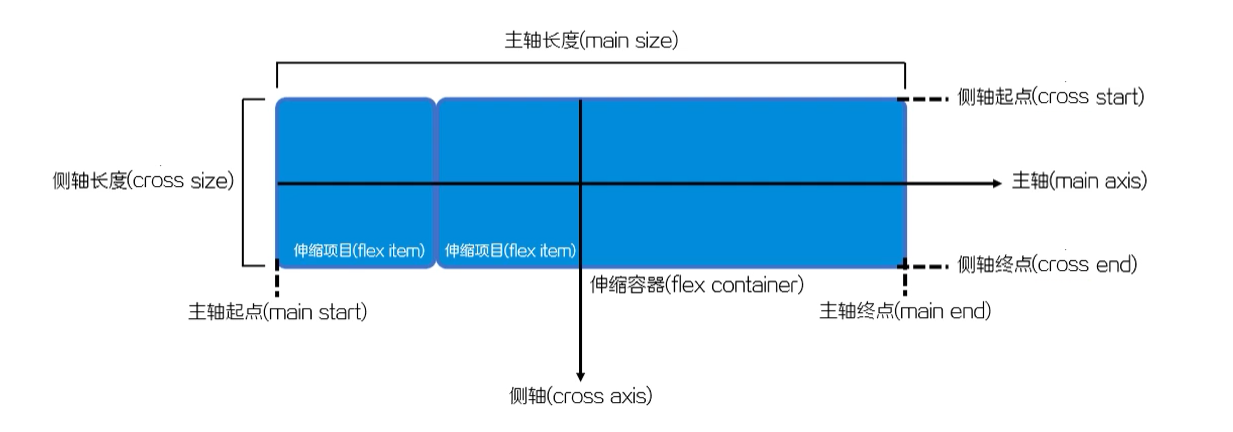 主轴长度(main size)
侧轴起点(cross start)
侧轴长度(cross size)
主轴(main axis)
伸缩项目(flex item)
伸缩项目(flex item)
侧轴终点(cross end)
伸缩容器(flex container)
主轴起点(main start)
主轴终点(main end)
侧轴(cross axis)